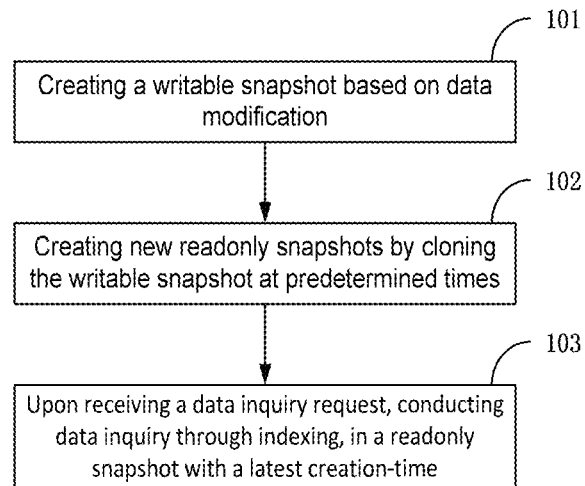 101
Creating a writable snapshot based on data
modification
102
Creating new readonly snapshots by cloning
the writable snapshot at predetermined times
103
Upon receiving a data inquiry request, conducting
data inquiry through indexing, in a readonly
snapshot with a latest creation-time